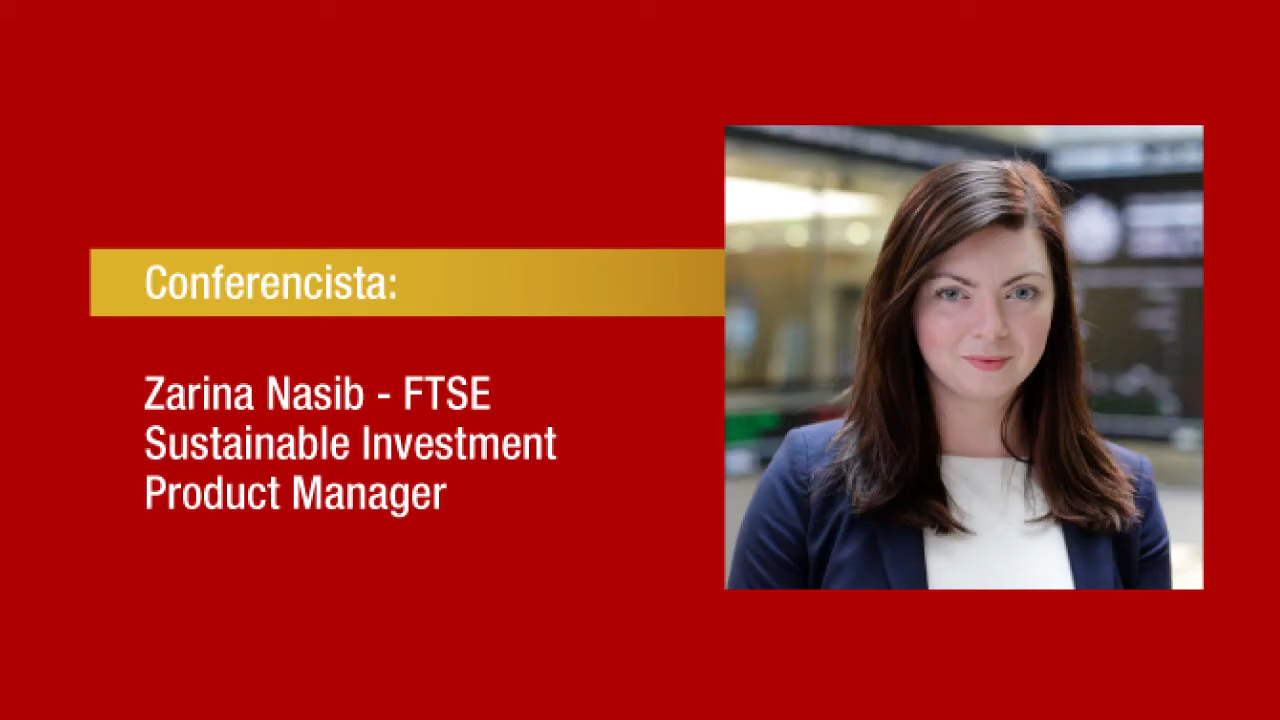 Conferencista:
Zarina Nasib - FTSE
Sustainable Investment
Product Manager